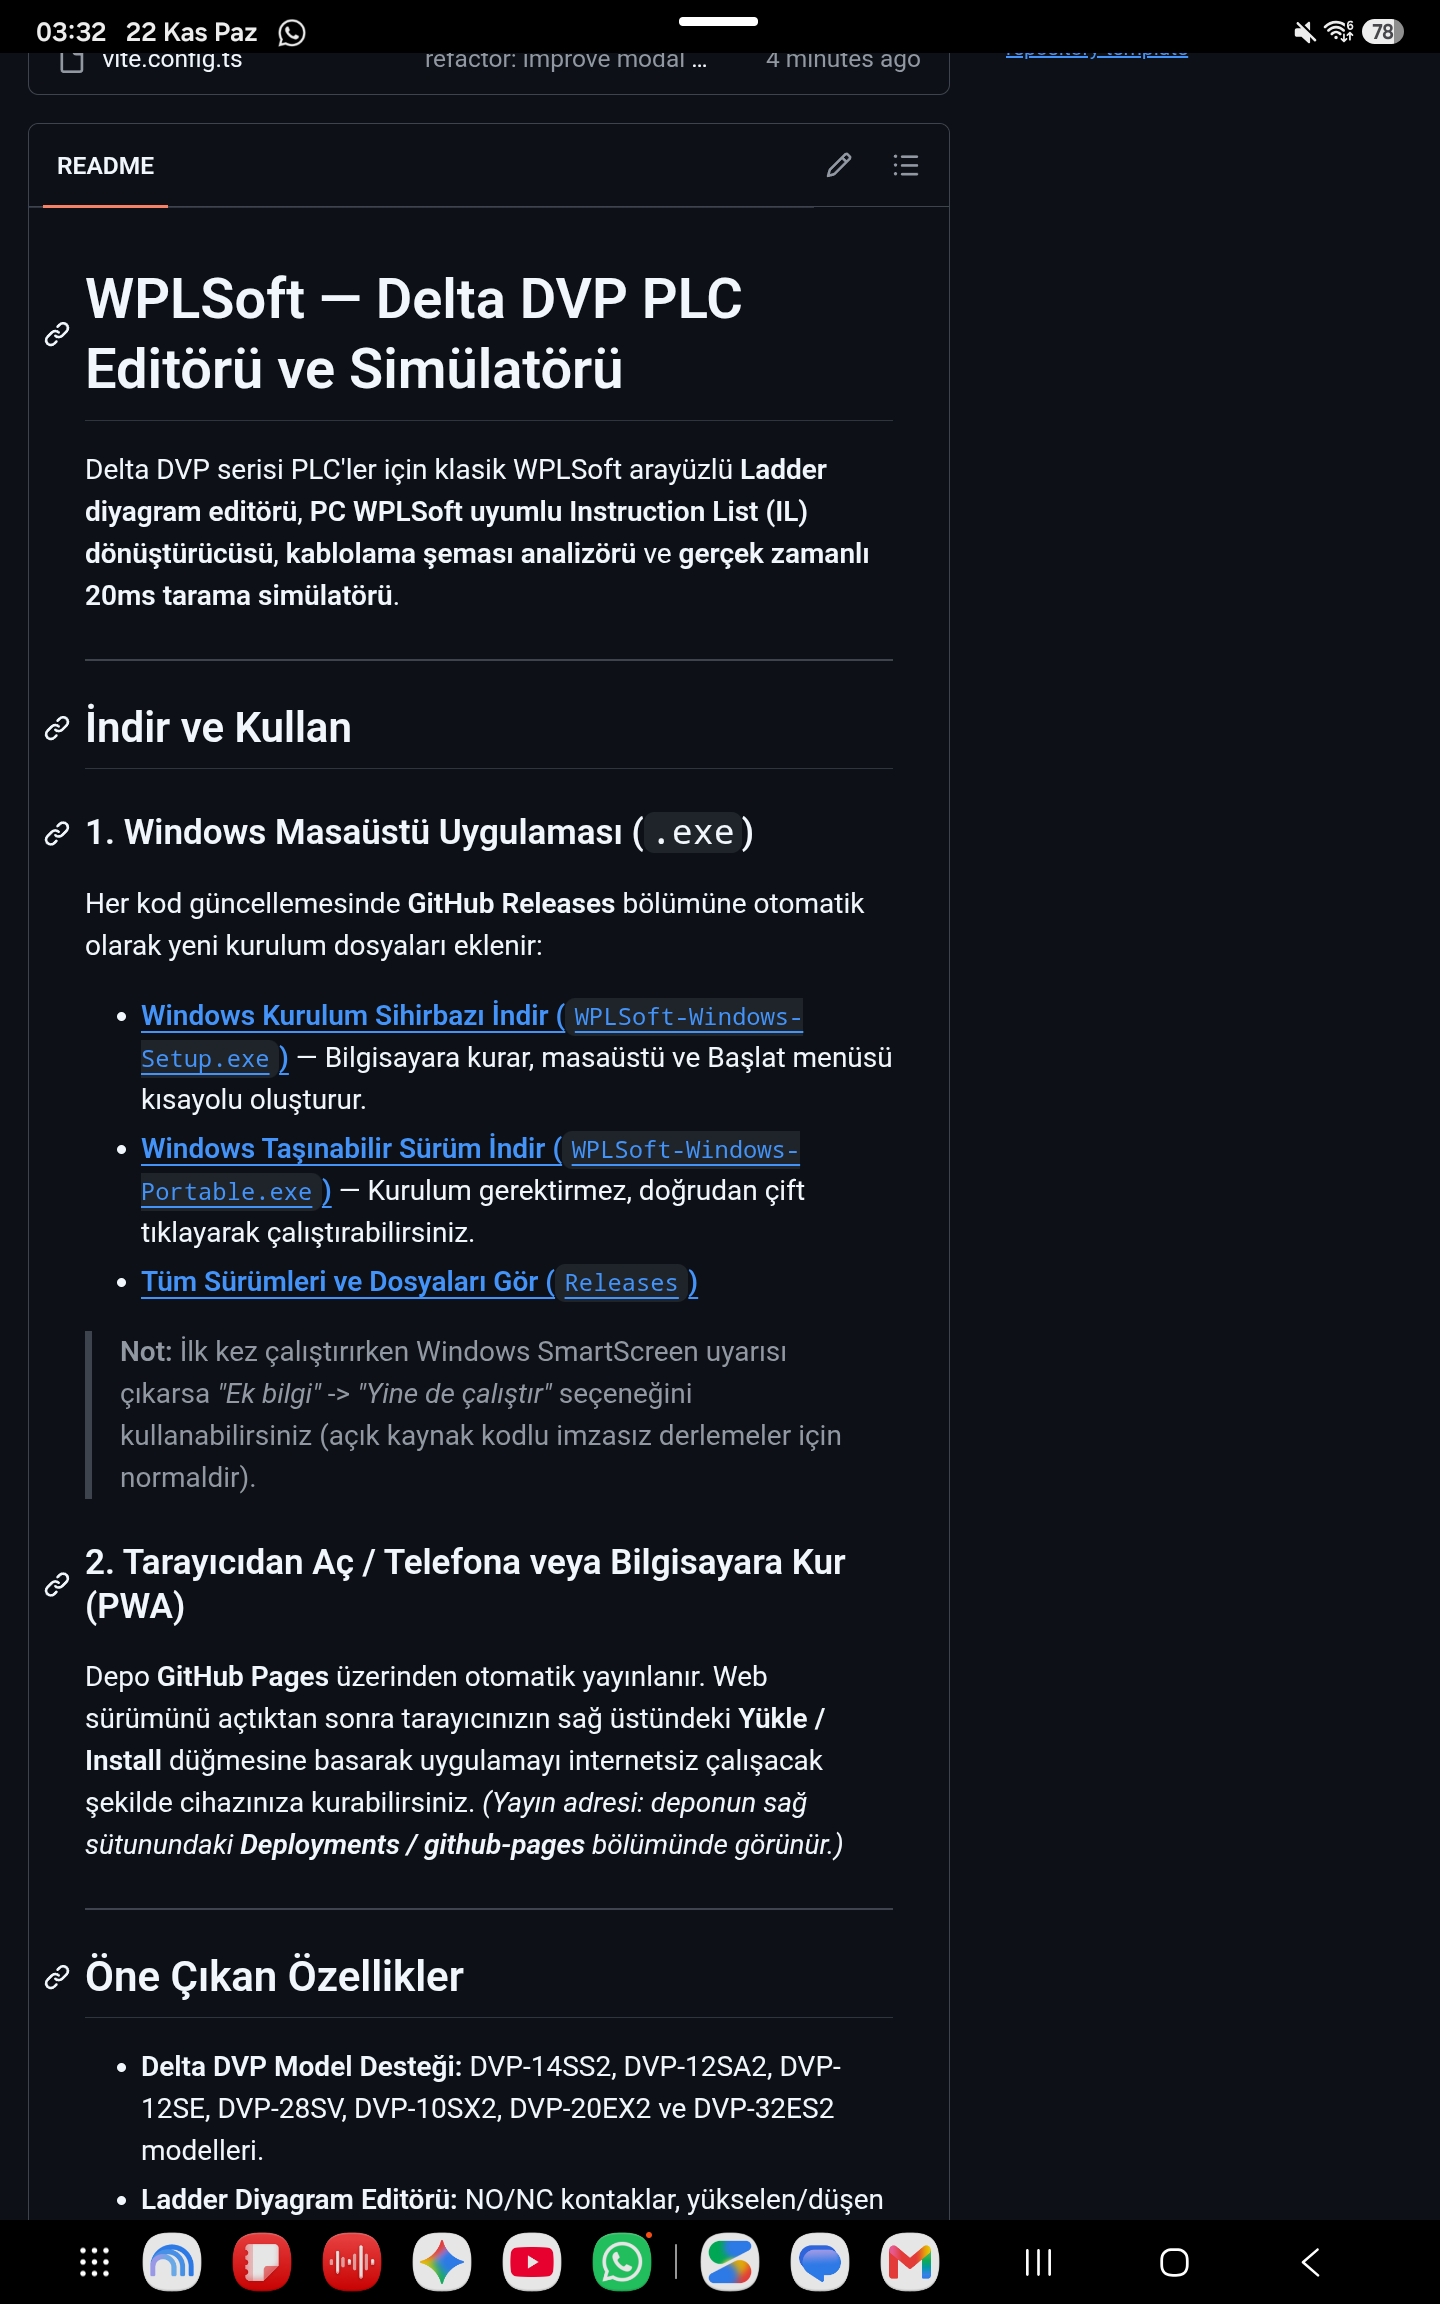 03:32 22 Kas Paz
78
vite.config.ts refactor: improve modal ... 4 minutes ago
repository template
README
WPLSoft — Delta DVP PLC
Editörü ve Simülatörü
Delta DVP serisi PLC'ler için klasik WPLSoft arayüzlü Ladder
diyagram editörü, PC WPLSoft uyumlu Instruction List (IL)
dönüştürücüsü, kablolama şeması analizörü ve gerçek zamanlı
20ms tarama simülatörü.
İndir ve Kullan
1. Windows Masaüstü Uygulaması (.exe)
Her kod güncellemesinde GitHub Releases bölümüne otomatik
olarak yeni kurulum dosyaları eklenir:
• Windows Kurulum Sihirbazı İndir (WPLSoft-Windows-
Setup.exe) — Bilgisayara kurar, masaüstü ve Başlat menüsü
kısayolu oluşturur.
• Windows Taşınabilir Sürüm İndir (WPLSoft-Windows-
Portable.exe) — Kurulum gerektirmez, doğrudan çift
tıklayarak çalıştırabilirsiniz.
• Tüm Sürümleri ve Dosyaları Gör (Releases)
Not: İlk kez çalıştırırken Windows SmartScreen uyarısı
çıkarsa "Ek bilgi" -> "Yine de çalıştır" seçeneğini
kullanabilirsiniz (açık kaynak kodlu imzasız derlemeler için
normaldir).
2. Tarayıcıdan Aç / Telefona veya Bilgisayara Kur
(PWA)
Depo GitHub Pages üzerinden otomatik yayınlanır. Web
sürümünü açtıktan sonra tarayıcınızın sağ üstündeki Yükle /
Install düğmesine basarak uygulamayı internetsiz çalışacak
şekilde cihazınıza kurabilirsiniz. (Yayın adresi: deponun sağ
sütunundaki Deployments / github-pages bölümünde görünür.)
Öne Çıkan Özellikler
• Delta DVP Model Desteği: DVP-14SS2, DVP-12SA2, DVP-
12SE, DVP-28SV, DVP-10SX2, DVP-20EX2 ve DVP-32ES2
modelleri.
• Ladder Diyagram Editörü: NO/NC kontaklar, yükselen/düşen